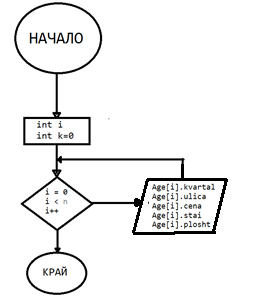 НАЧАЛО
int i
int k=0
i = 0
i < n
i++
Age[i].kvartal
Age[i].ulica
Age[i].cena
Age[i].stai
Age[i].plosht
КРАЙ